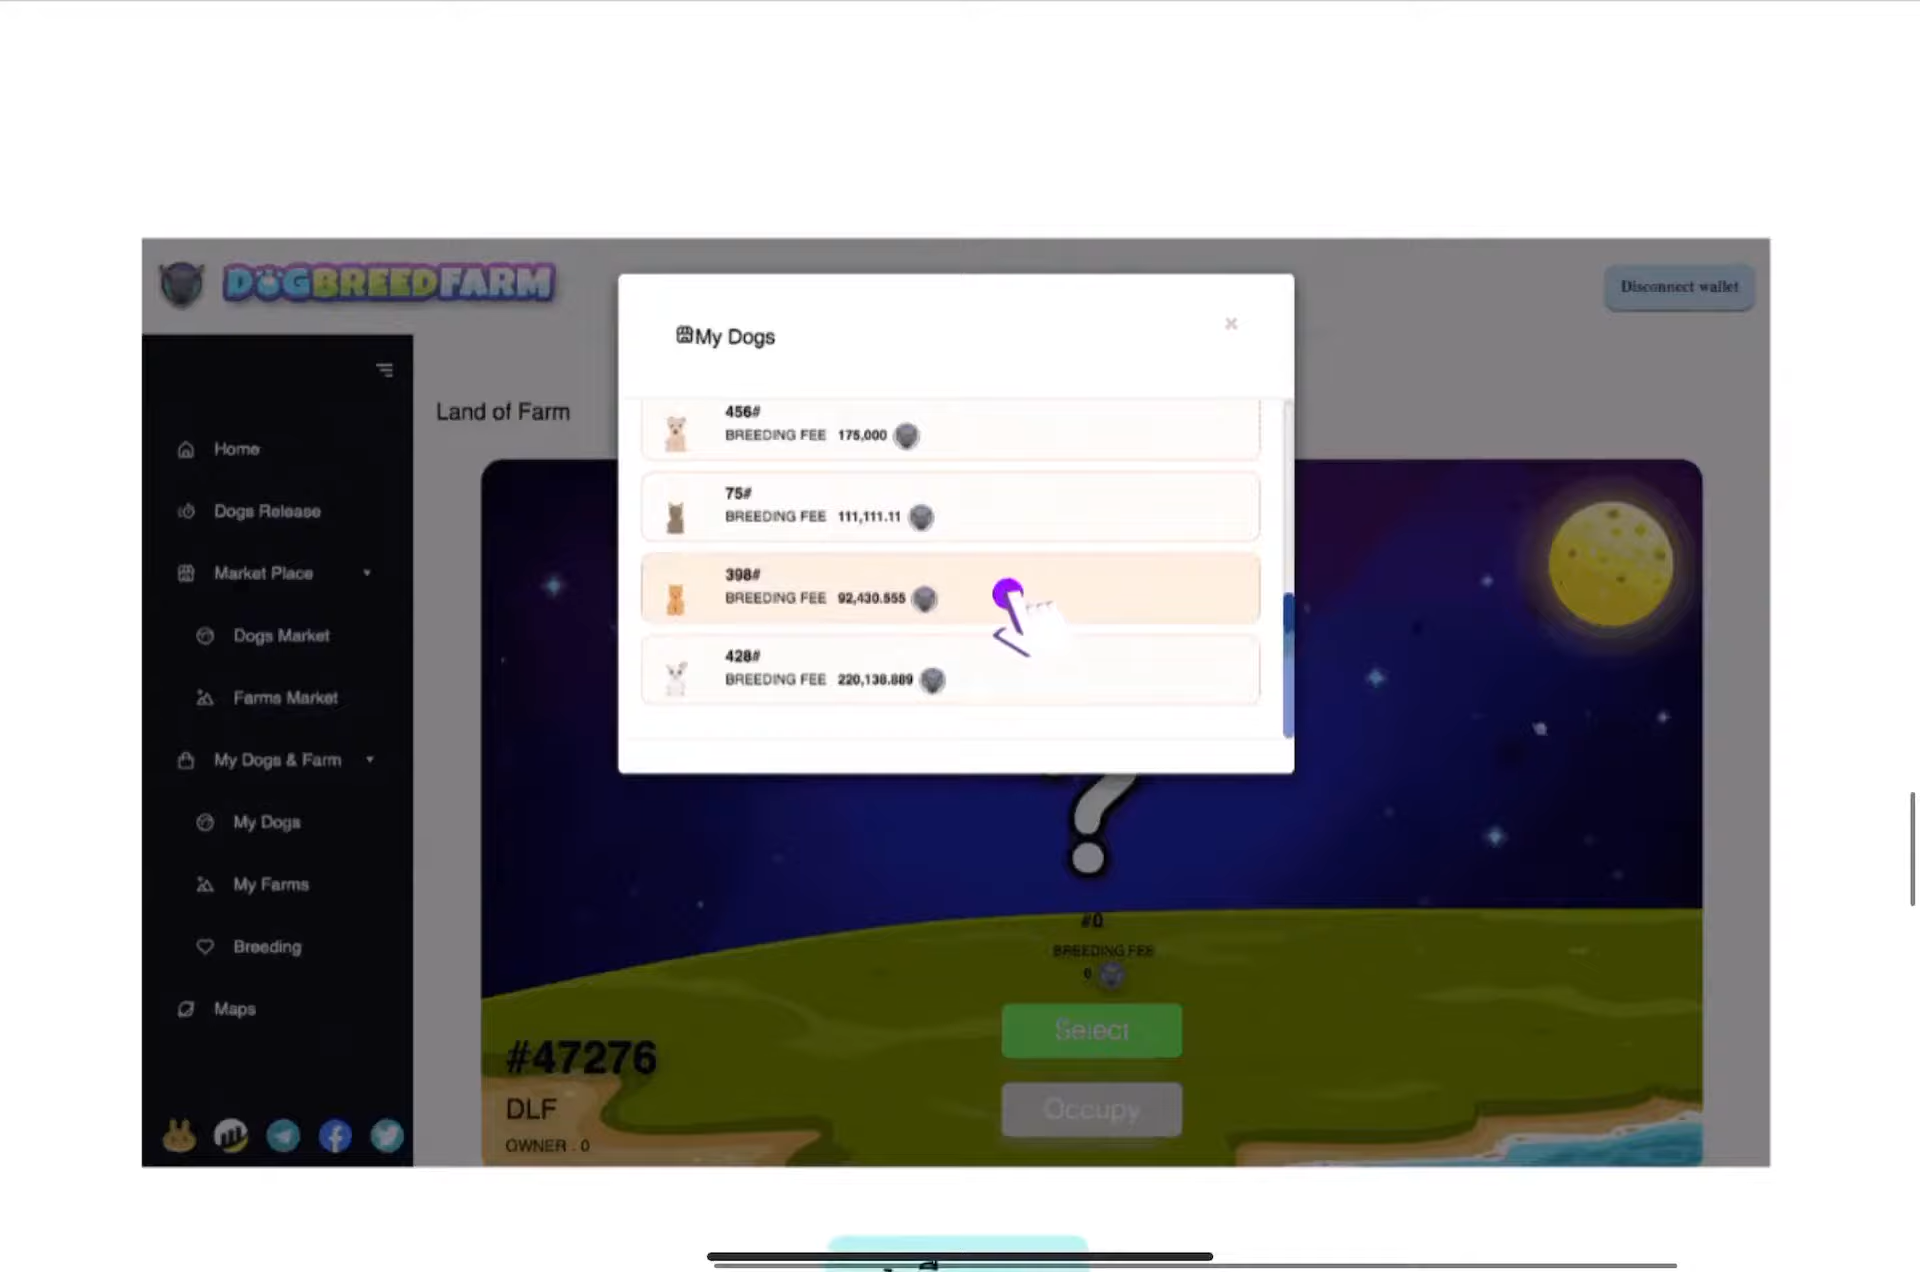 DOGBREEDFARM
Disconnect wallet
My Dogs
×
456#
BREEDING FEE 175,000
75#
BREEDING FEE 111,111.11
398#
BREEDING FEE 92,430.555
428#
BREEDING FEE 220,138.889
Land of Farm
Home
Dogs Release
Market Place
Dogs Market
Farms Market
My Dogs & Farm
My Dogs
My Farms
Breeding
Maps
?
#0
BREEDING FEE
0
Select
Occupy
#47276
DLF
OWNER . 0